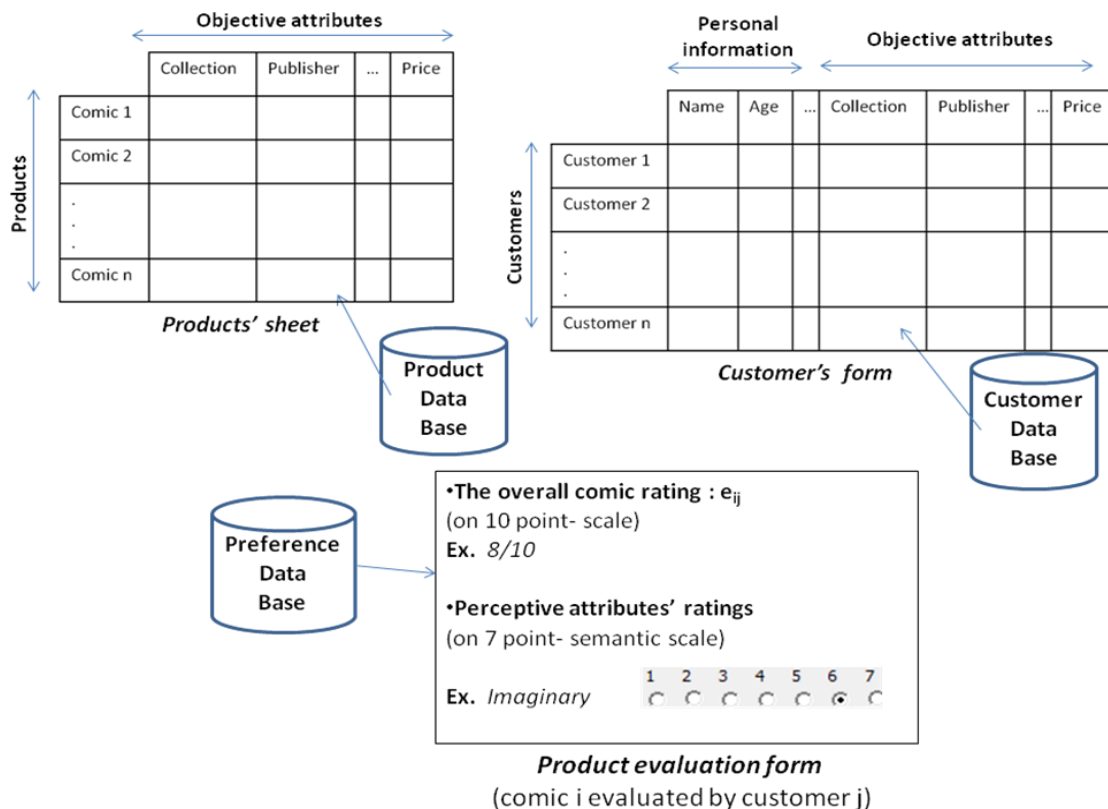 Objective attributes
Collection Publisher ... Price
Products
Comic 1
Comic 2
.
.
.
Comic n
Products' sheet
Product
Data
Base
Personal
information
Objective attributes
Name Age ... Collection Publisher ... Price
Customers
Customer 1
Customer 2
.
.
.
Customer n
Customer's form
Customer
Data
Base
Preference
Data
Base
•The overall comic rating : eij
(on 10 point- scale)
Ex. 8/10
•Perceptive attributes' ratings
(on 7 point- semantic scale)
1 2 3 4 5 6 7
Ex. Imaginary
Product evaluation form
(comic i evaluated by customer j)